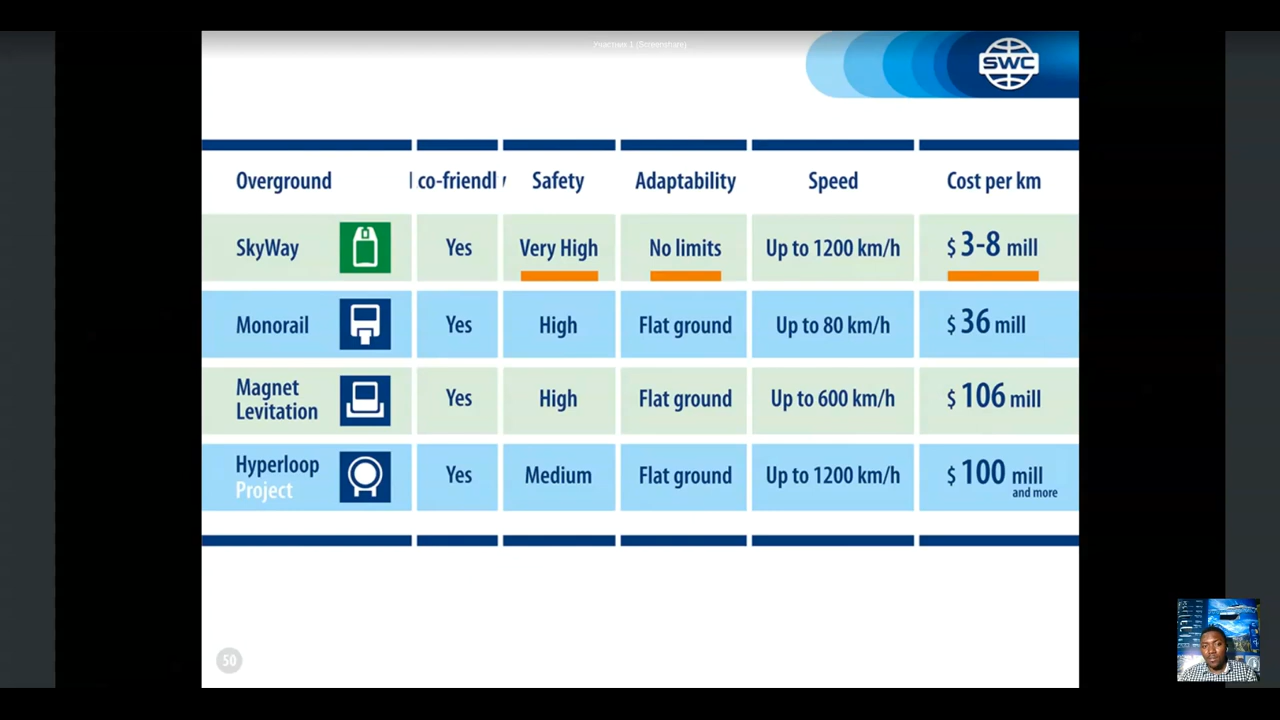 Участник 1 (Screenshare)
SWC
Overground co-friendl Safety Adaptability Speed Cost per km
SkyWay Yes Very High No limits Up to 1200 km/h $ 3-8 mill
Monorail Yes High Flat ground Up to 80 km/h $ 36 mill
Magnet
Levitation Yes High Flat ground Up to 600 km/h $ 106 mill
Hyperloop
Project Yes Medium Flat ground Up to 1200 km/h $ 100 mill
and more
50